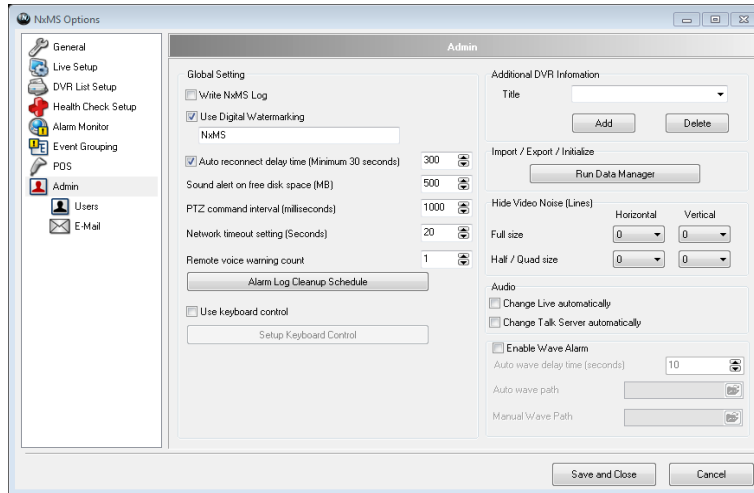 NxMS Options
General
Live Setup
DVR List Setup
Health Check Setup
Alarm Monitor
Event Grouping
POS
Admin
Users
E-Mail
Admin
Global Setting
Write NxMS Log
Use Digital Watermarking
NxMS
Auto reconnect delay time (Minimum 30 seconds) 300
Sound alert on free disk space (MB) 500
PTZ command interval (milliseconds) 1000
Network timeout setting (Seconds) 20
Remote voice warning count 1
Alarm Log Cleanup Schedule
Use keyboard control
Setup Keyboard Control
Additional DVR Infomation
Title
Add Delete
Import / Export / Initialize
Run Data Manager
Hide Video Noise (Lines)
Horizontal Vertical
Full size 0 0
Half / Quad size 0 0
Audio
Change Live automatically
Change Talk Server automatically
Enable Wave Alarm
Auto wave delay time (seconds) 10
Auto wave path
Manual Wave Path
Save and Close Cancel